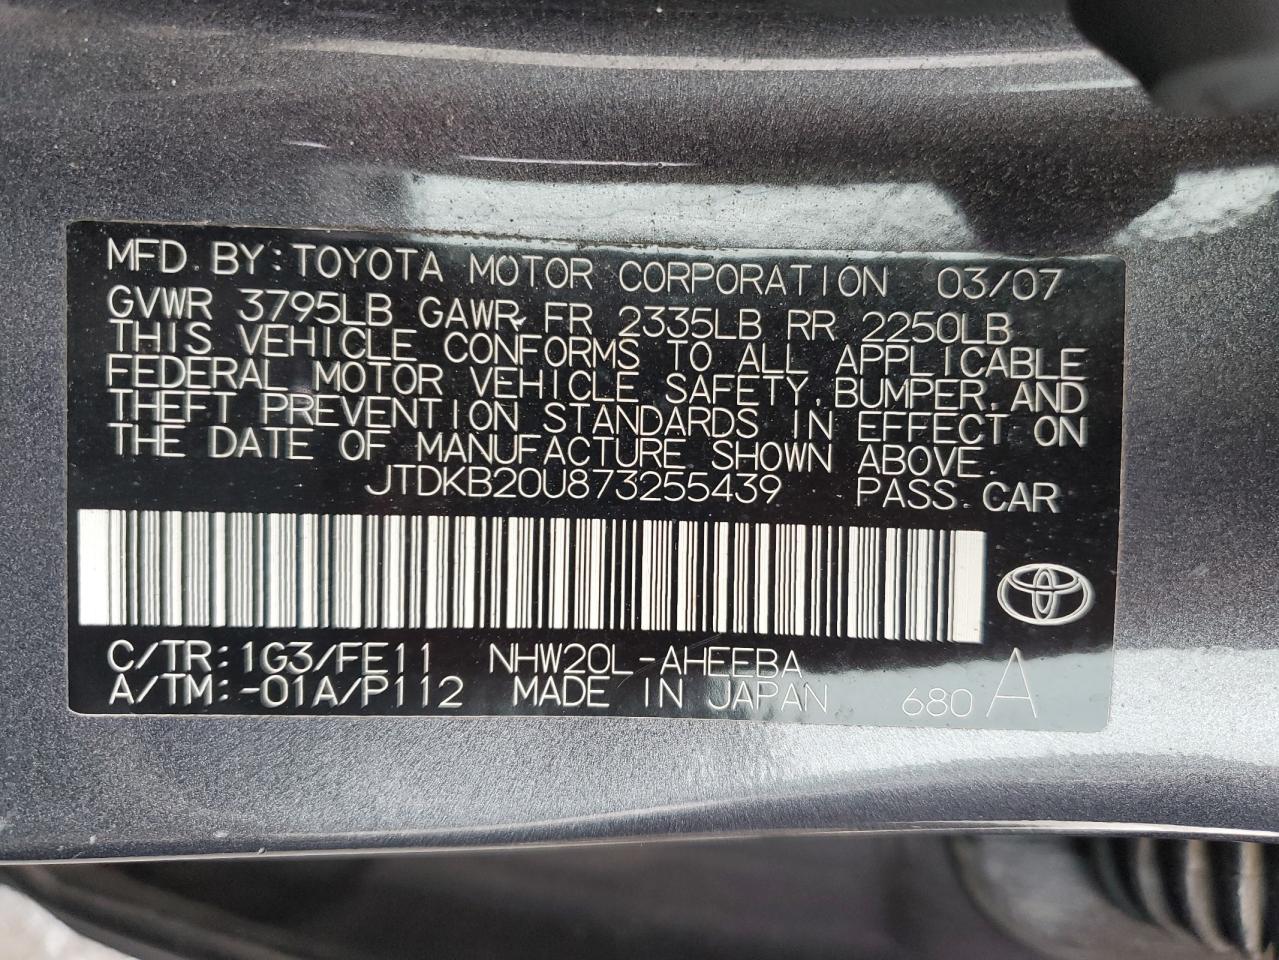 MFD. BY: TOYOTA MOTOR CORPORATION 03/07
GVWR 3795LB GAWR FR 2335LB RR 2250LB
THIS VEHICLE CONFORMS TO ALL APPLICABLE
FEDERAL MOTOR VEHICLE SAFETY, BUMPER, AND
THEFT PREVENTION STANDARDS IN EFFECT ON
THE DATE OF MANUFACTURE SHOWN ABOVE.
JTDKB20U873255439 PASS. CAR
C/TR: 1G3/FE11 NHW20L-AHEEBA
A/TM: -01A/P112 MADE IN JAPAN 680 A